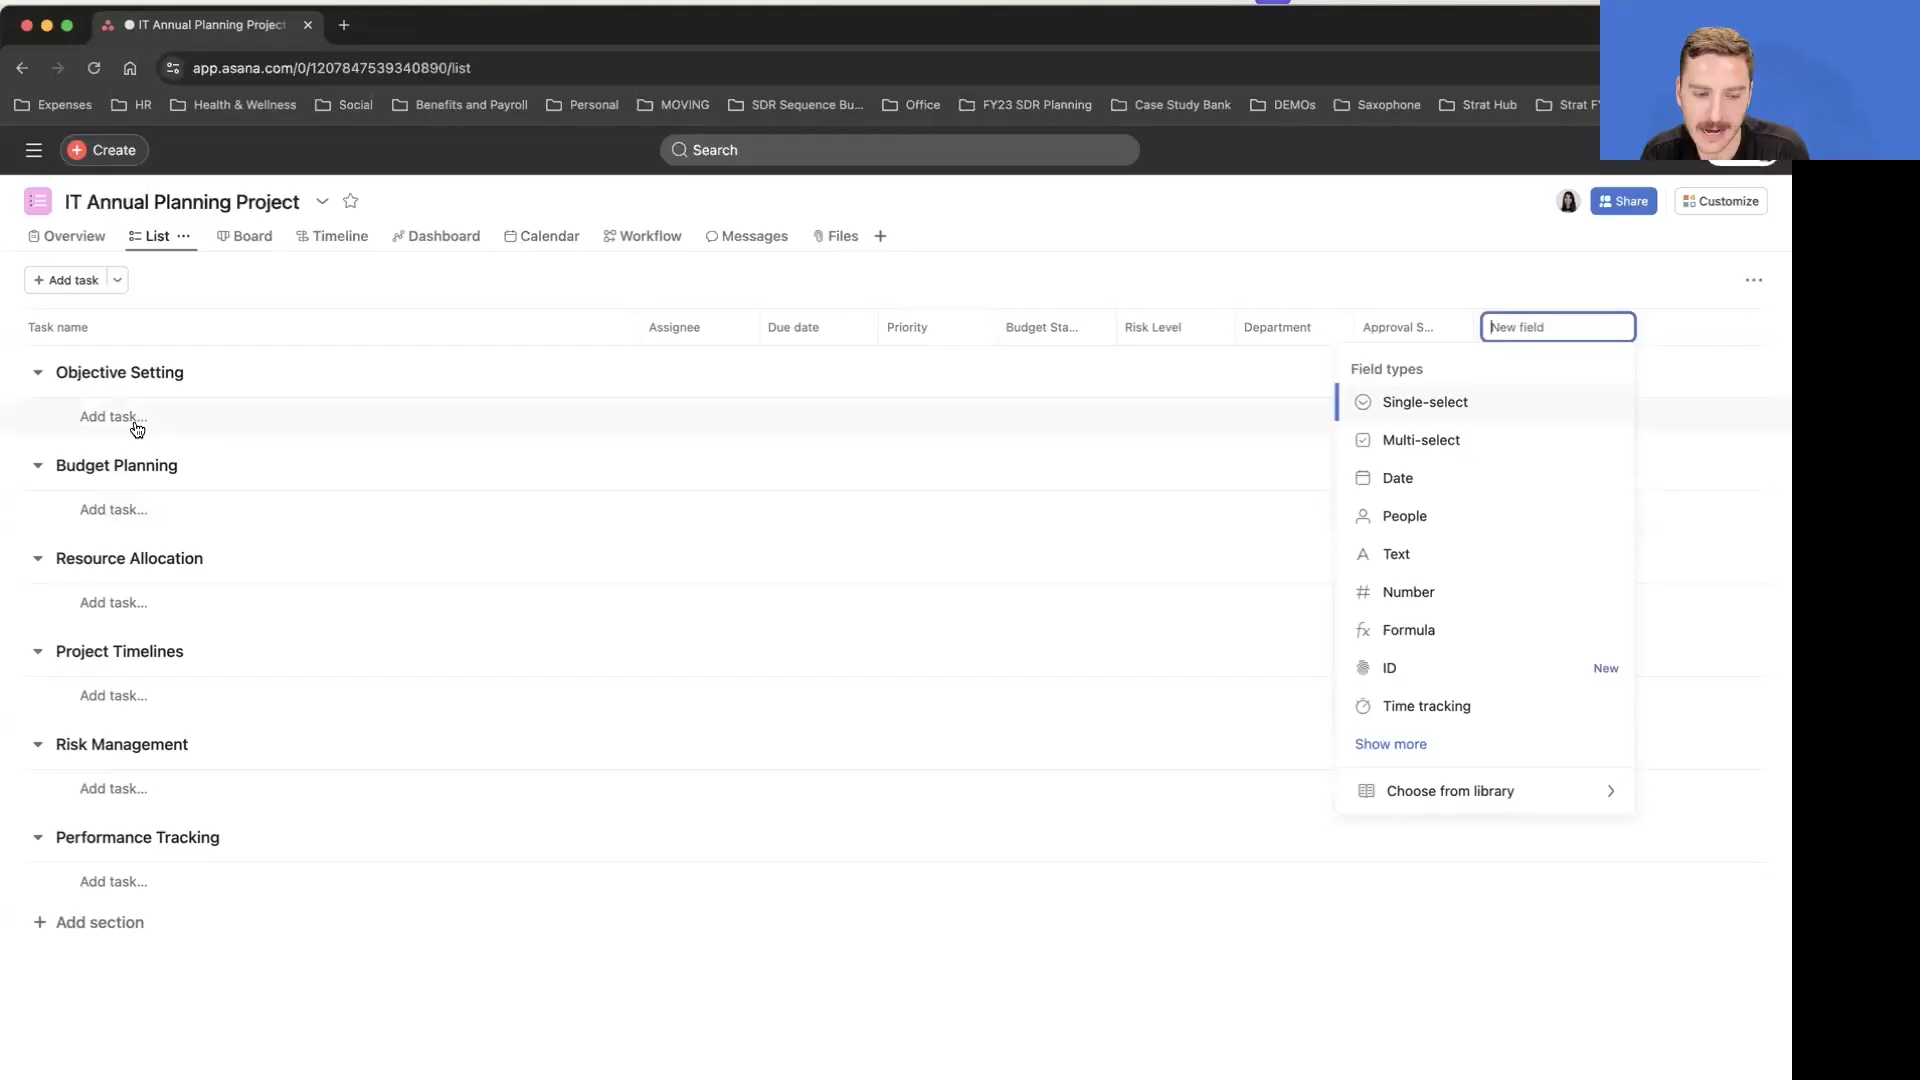 IT Annual Planning Project
app.asana.com/0/1207847539340890/list
Expenses HR Health & Wellness Social Benefits and Payroll Personal MOVING SDR Sequence Bu... Office FY23 SDR Planning Case Study Bank DEMOs Saxophone Strat Hub Strat FY
Create Search
IT Annual Planning Project Share Customize
Overview List Board Timeline Dashboard Calendar Workflow Messages Files
Add task
Task name Assignee Due date Priority Budget Sta... Risk Level Department Approval S... New field
Objective Setting
Add task...
Budget Planning
Add task...
Resource Allocation
Add task...
Project Timelines
Add task...
Risk Management
Add task...
Performance Tracking
Add task...
Add section
Field types
Single-select
Multi-select
Date
People
Text
Number
Formula
ID New
Time tracking
Show more
Choose from library